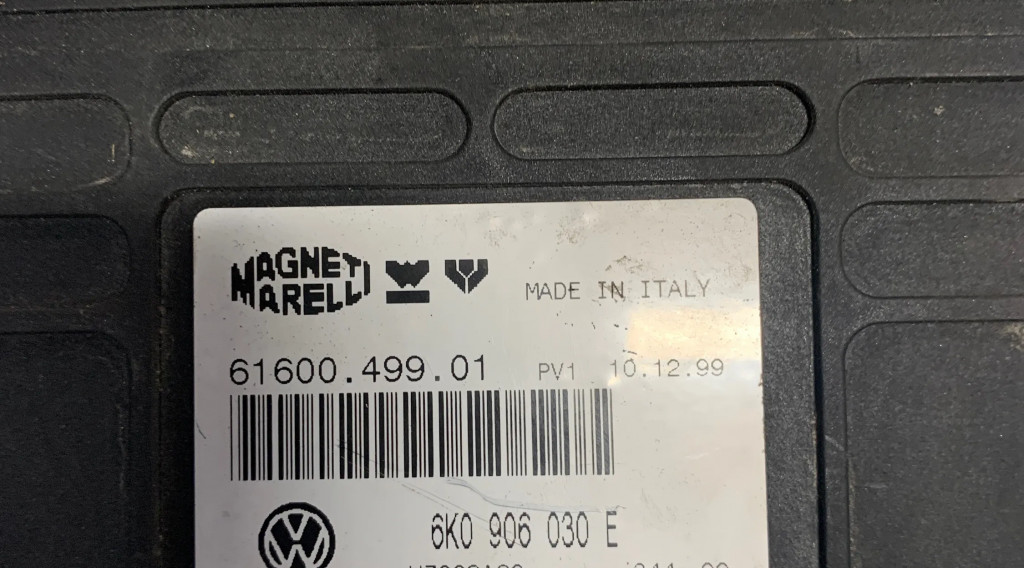 MAGNETI
MARELLI
MADE IN ITALY
61600.499.01 PV1 10.12.99
6K0 906 030 E